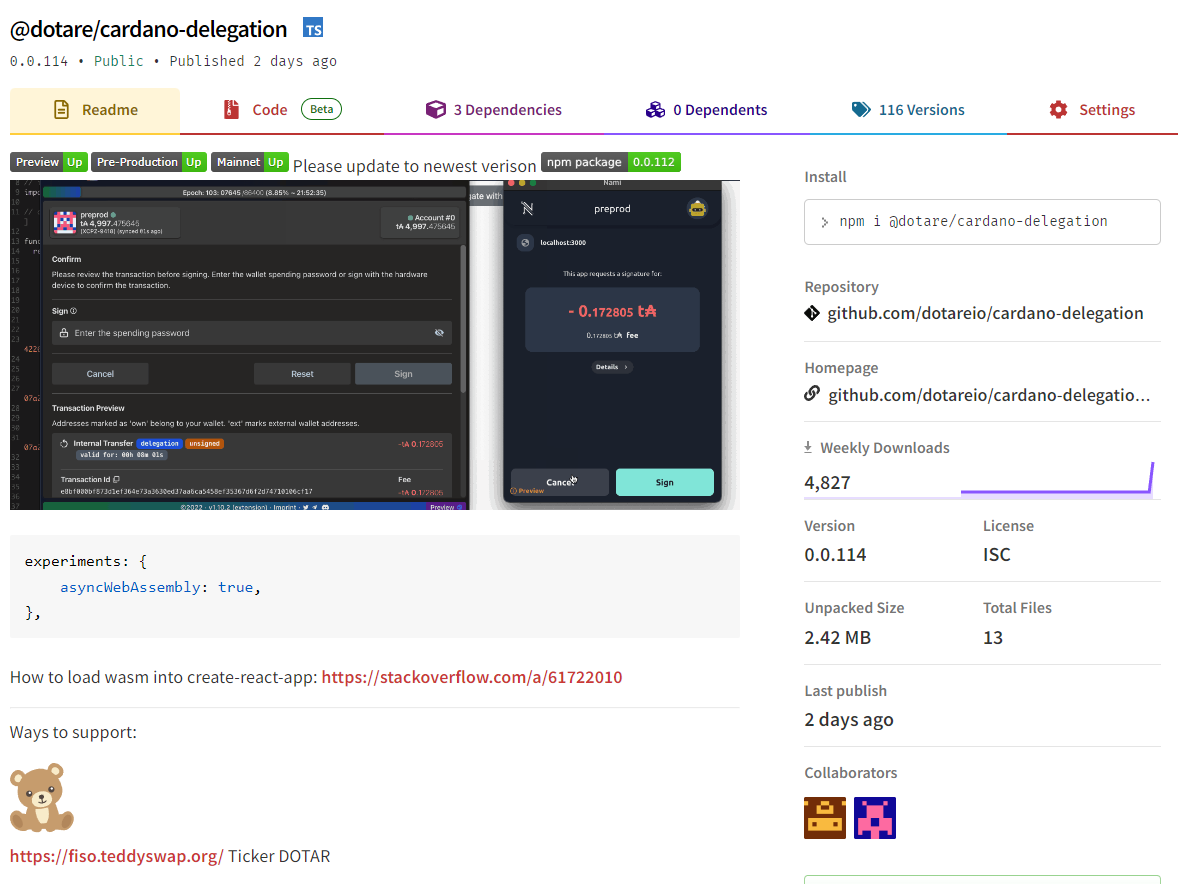 @dotare/cardano-delegation TS
0.0.114 • Public • Published 2 days ago
Readme
Code Beta
3 Dependencies
0 Dependents
116 Versions
Settings
Preview Up Pre-Production Up Mainnet Up Please update to newest verison npm package 0.0.112
Epoch: 103: 07645 /86400 (8.85% ~ 21:52:35)
preprod
t₳ 4,997.475645
(XCPZ-9418) (synced 01s ago)
Account #0
t₳ 4,997.475645
Confirm
Please review the transaction before signing. Enter the wallet spending password or sign with the hardware
device to confirm the transaction.
Sign
Enter the spending password
Cancel
Reset
Sign
Transaction Preview
Addresses marked as 'own' belong to your wallet. 'ext' marks external wallet addresses.
Internal Transfer delegation unsigned
-t₳ 0.172805
valid for: 00h 08m 01s
Transaction Id
Fee
-t₳ 0.172805
©2022 · v1.10.2 (extension) · Imprint ·
Preview
gate with
Nami
preprod
localhost:3000
This app requests a signature for:
- 0.172805 t₳
0.172805 t₳ fee
Details
Cancel
Sign
Preview
experiments: {
asyncWebAssembly: true,
},
How to load wasm into create-react-app: https://stackoverflow.com/a/61722010
Ways to support:
https://fiso.teddyswap.org/ Ticker DOTAR
Install
npm i @dotare/cardano-delegation
Repository
github.com/dotareio/cardano-delegation
Homepage
github.com/dotareio/cardano-delegatio...
Weekly Downloads
4,827
Version
License
0.0.114
ISC
Unpacked Size
Total Files
2.42 MB
13
Last publish
2 days ago
Collaborators